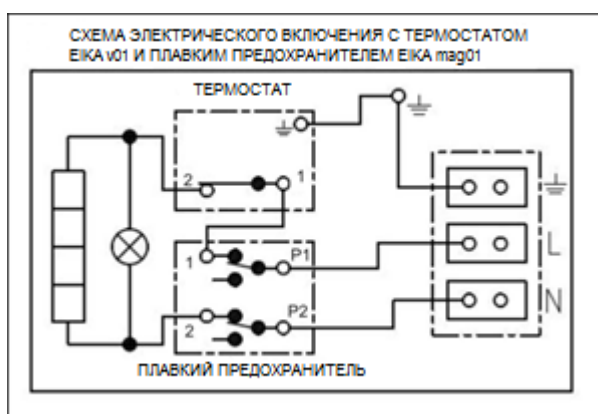 СХЕМА ЭЛЕКТРИЧЕСКОГО ВКЛЮЧЕНИЯ С ТЕРМОСТАТОМ
EIKA v01 И ПЛАВКИМ ПРЕДОХРАНИТЕЛЕМ EIKA mag01
ТЕРМОСТАТ
2
1
1
P1
L
P2
N
2
ПЛАВКИЙ ПРЕДОХРАНИТЕЛЬ